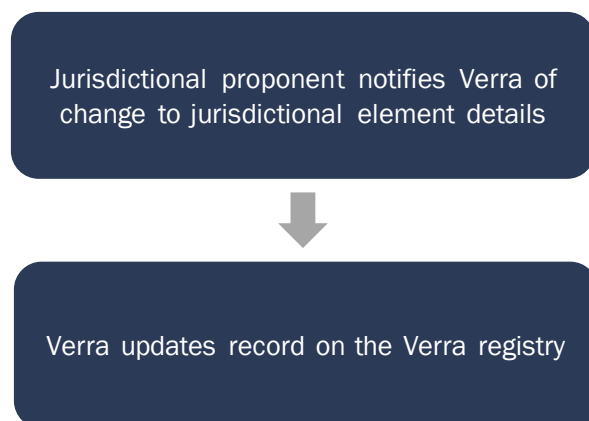 Jurisdictional proponent notifies Verra of
change to jurisdictional element details
Verra updates record on the Verra registry